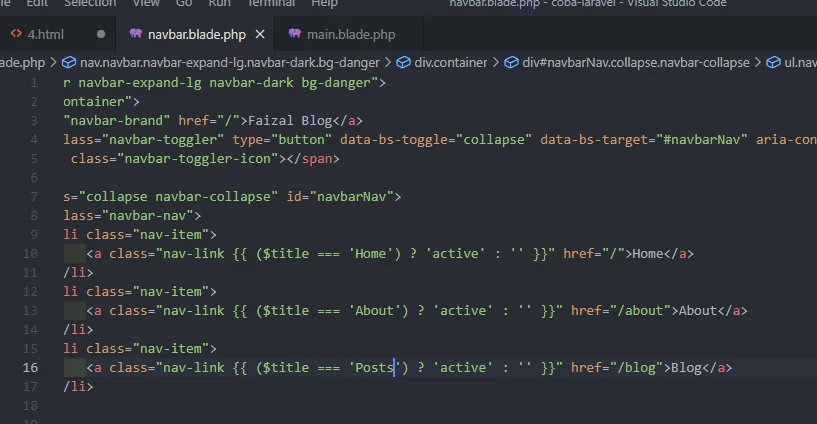 Edit Selection View Go Run Terminal Help navbar.blade.php - coba-laravel - Visual Studio Code
4.html navbar.blade.php main.blade.php
ade.php > nav.navbar.navbar-expand-lg.navbar-dark.bg-danger > div.container > div#navbarNav.collapse.navbar-collapse > ul.nav
1 r navbar-expand-lg navbar-dark bg-danger">
2 ontainer">
3 "navbar-brand" href="/">Faizal Blog</a>
4 lass="navbar-toggler" type="button" data-bs-toggle="collapse" data-bs-target="#navbarNav" aria-con
5 class="navbar-toggler-icon"></span>
6
7 s="collapse navbar-collapse" id="navbarNav">
8 lass="navbar-nav">
9 li class="nav-item">
10 <a class="nav-link {{ ($title === 'Home') ? 'active' : '' }}" href="/">Home</a>
11 /li>
12 li class="nav-item">
13 <a class="nav-link {{ ($title === 'About') ? 'active' : '' }}" href="/about">About</a>
14 /li>
15 li class="nav-item">
16 <a class="nav-link {{ ($title === 'Posts') ? 'active' : '' }}" href="/blog">Blog</a>
17 /li>
18